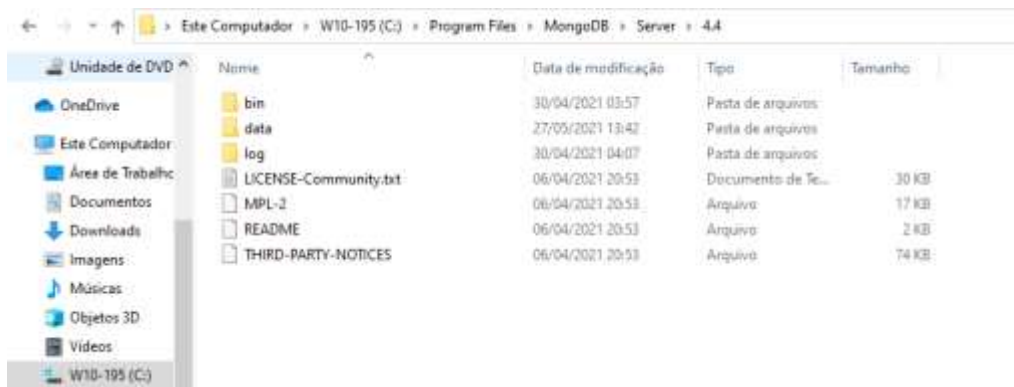 Este Computador > W10-195 (C:) > Program Files > MongoDB > Server > 4.4
Unidade de DVD
Nome Data de modificação Tipo Tamanho
OneDrive
bin 30/04/2021 03:57 Pasta de arquivos
data 27/05/2021 13:42 Pasta de arquivos
Este Computador
log 30/04/2021 04:07 Pasta de arquivos
Área de Trabalho
LICENSE-Community.txt 06/04/2021 20:53 Documento de Te... 30 KB
Documentos
MPL-2 06/04/2021 20:53 Arquivo 17 KB
Downloads
README 06/04/2021 20:53 Arquivo 2 KB
Imagens
THIRD-PARTY-NOTICES 06/04/2021 20:53 Arquivo 74 KB
Músicas
Objetos 3D
Vídeos
W10-195 (C:)